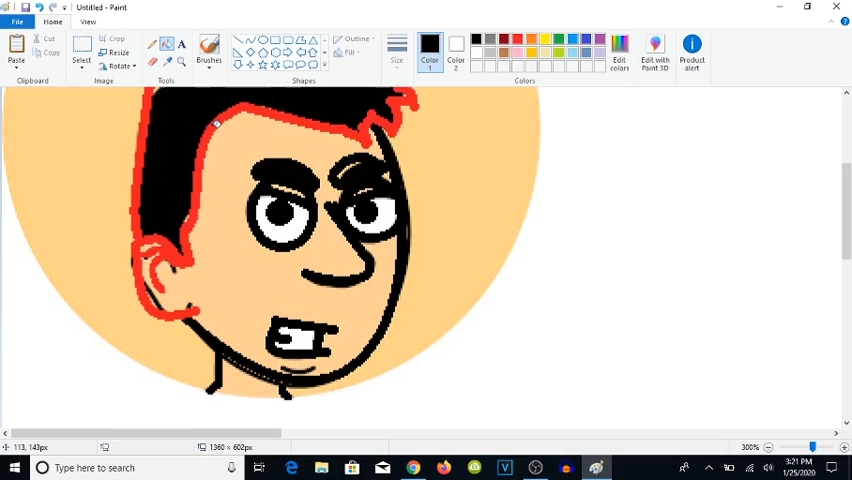 Untitled - Paint
File Home View
Cut
Copy
Paste
Clipboard
Crop
Resize
Rotate
Select
Image
Tools
Brushes
Outline
Fill
Shapes
Size
Color 1
Color 2
Colors
Edit colors
Edit with Paint 3D
Product alert
113, 143px
1360 × 602px
300%
Type here to search
3:21 PM
1/25/2020